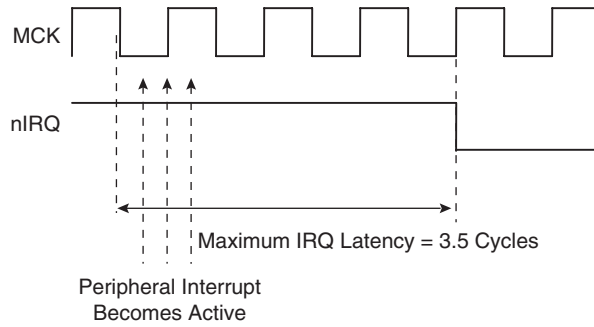 MCK
nIRQ
Maximum IRQ Latency = 3.5 Cycles
Peripheral Interrupt
Becomes Active